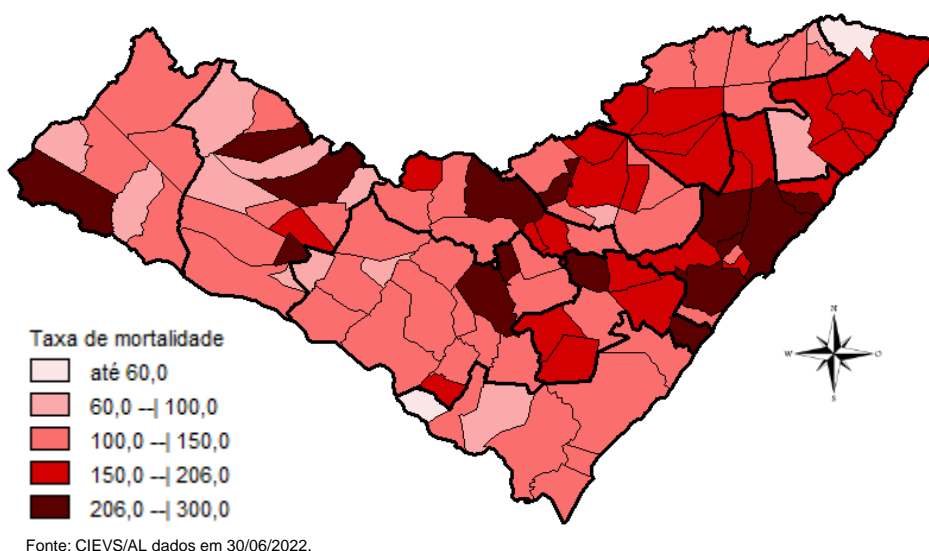 N
W
O
S
Taxa de mortalidade
até 60,0
60,0 --| 100,0
100,0 --| 150,0
150,0 --| 206,0
206,0 --| 300,0
Fonte: CIEVS/AL dados em 30/06/2022.